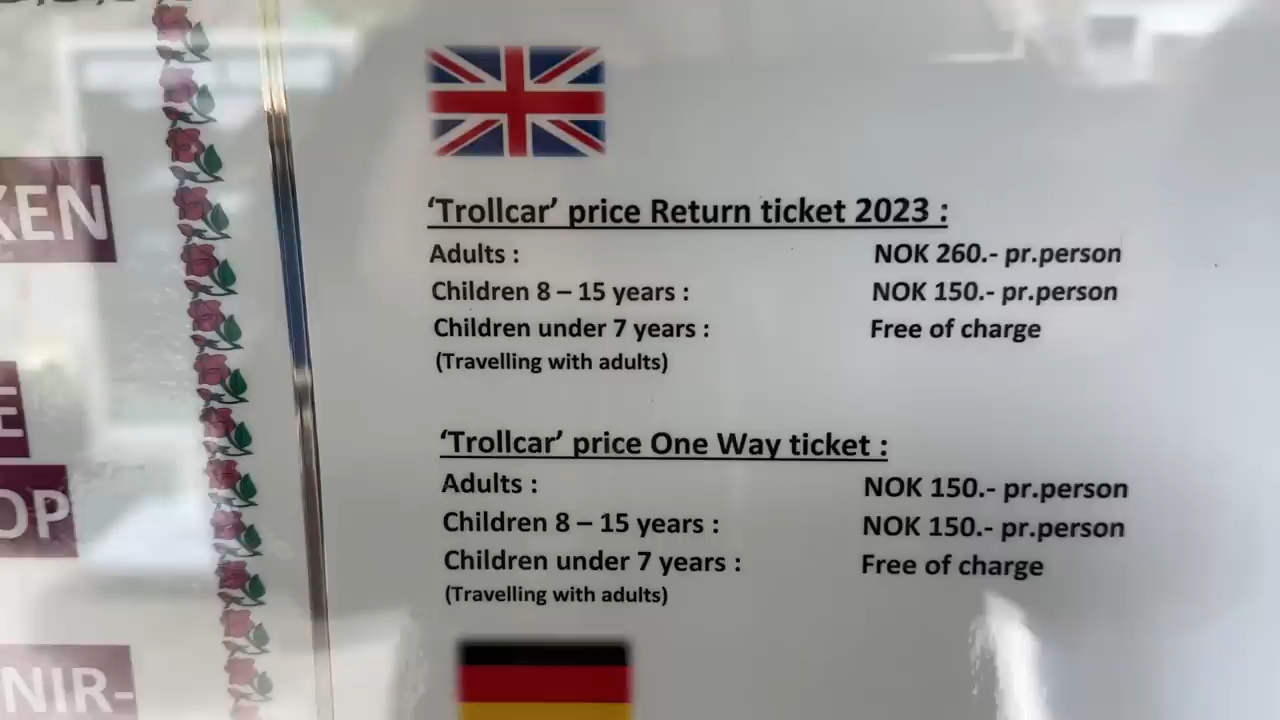 KEN
E
OP
NIR-
'Trollcar' price Return ticket 2023 :
Adults : NOK 260.- pr.person
Children 8 – 15 years : NOK 150.- pr.person
Children under 7 years : Free of charge
(Travelling with adults)
'Trollcar' price One Way ticket :
Adults : NOK 150.- pr.person
Children 8 – 15 years : NOK 150.- pr.person
Children under 7 years : Free of charge
(Travelling with adults)